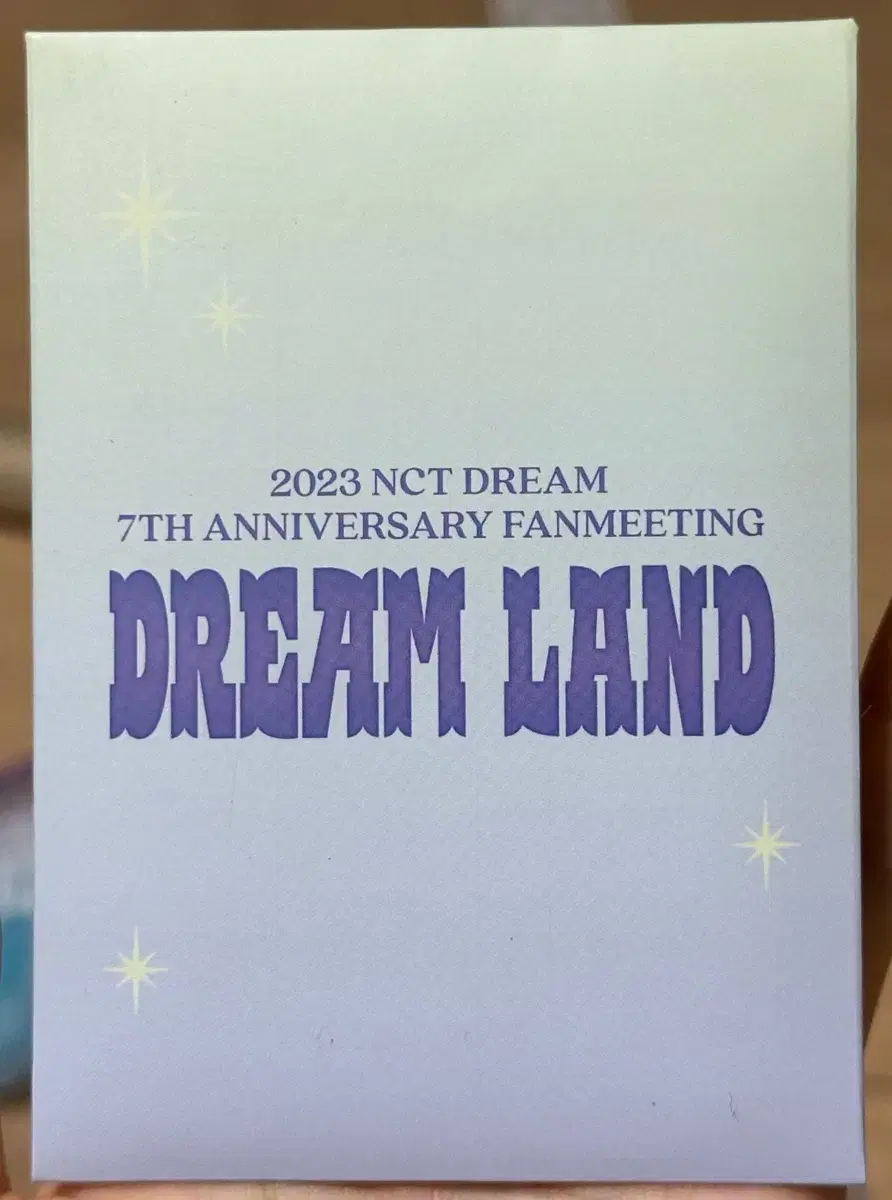 2023 NCT DREAM
7TH ANNIVERSARY FANMEETING
DREAM LAND